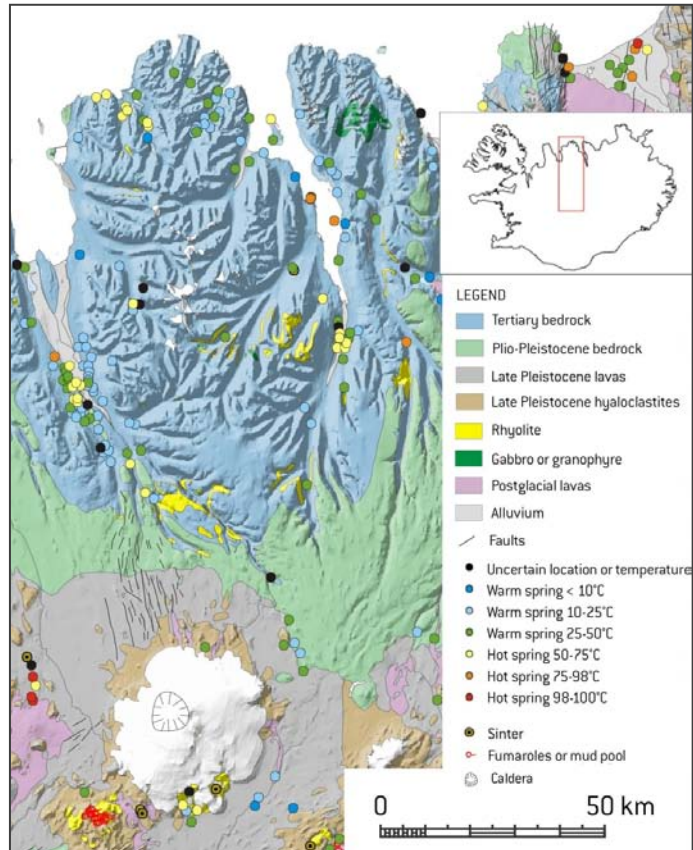 LEGEND
Tertiary bedrock
Plio-Pleistocene bedrock
Late Pleistocene lavas
Late Pleistocene hyaloclastites
Rhyolite
Gabbro or granophyre
Postglacial lavas
Alluvium
Faults
Uncertain location or temperature
Warm spring < 10°C
Warm spring 10-25°C
Warm spring 25-50°C
Hot spring 50-75°C
Hot spring 75-98°C
Hot spring 98-100°C
Sinter
Fumaroles or mud pool
Caldera
0 50 km